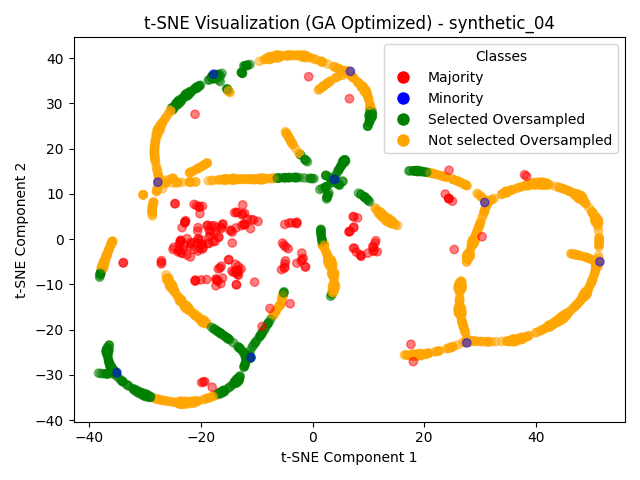 t-SNE Visualization (GA Optimized) - synthetic_04
Classes
Majority
Minority
Selected Oversampled
Not selected Oversampled
t-SNE Component 2
40
30
20
10
0
−10
−20
−30
−40
−40
−20
0
20
40
t-SNE Component 1